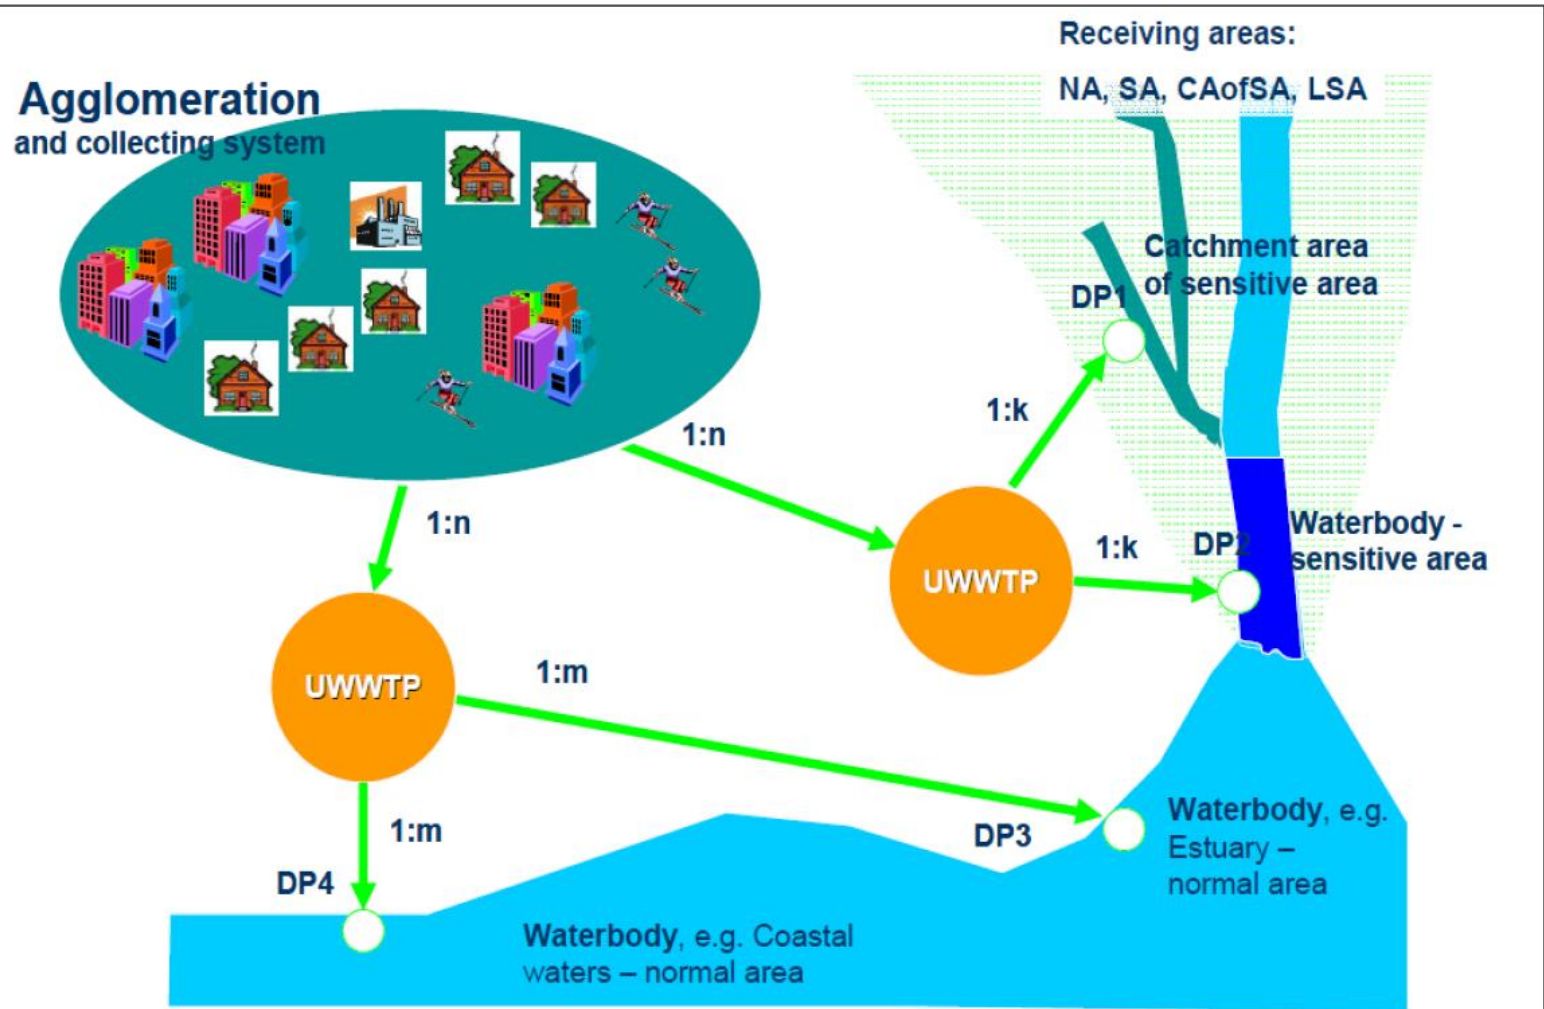 Receiving areas:
NA, SA, CAofSA, LSA
Agglomeration
and collecting system
Catchment area
of sensitive area
DP1
1:k
1:n
1:n
1:k
DP2
Waterbody -
sensitive area
UWWTP
UWWTP
1:m
1:m
DP3
DP4
Waterbody, e.g.
Estuary –
normal area
Waterbody, e.g. Coastal
waters – normal area